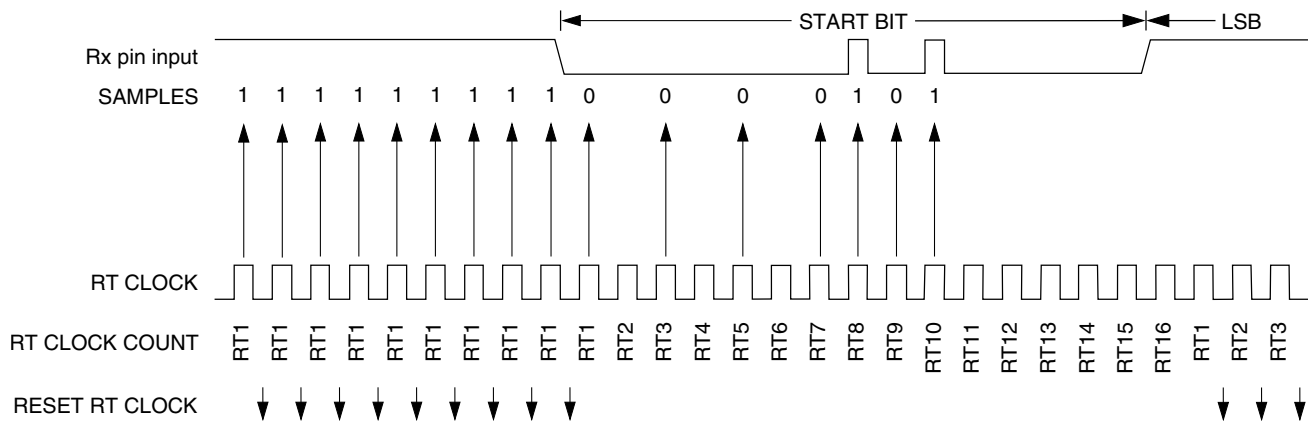 START BIT
LSB
Rx pin input
SAMPLES 1 1 1 1 1 1 1 1 1 0 0 0 0 1 0 1
RT CLOCK
RT CLOCK COUNT RT1 RT1 RT1 RT1 RT1 RT1 RT1 RT1 RT1 RT1 RT2 RT3 RT4 RT5 RT6 RT7 RT8 RT9 RT10 RT11 RT12 RT13 RT14 RT15 RT16 RT1 RT2 RT3
RESET RT CLOCK